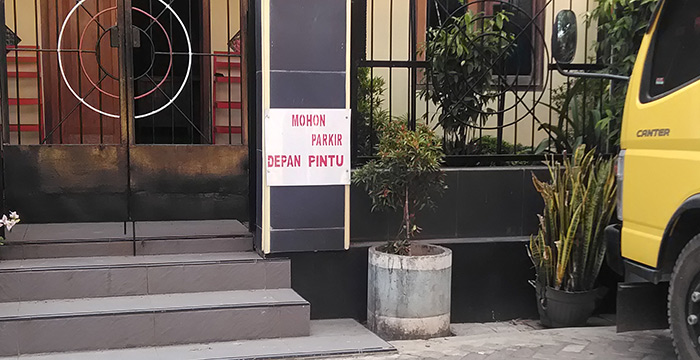 MOHON
PARKIR
DEPAN PINTU
CANTER